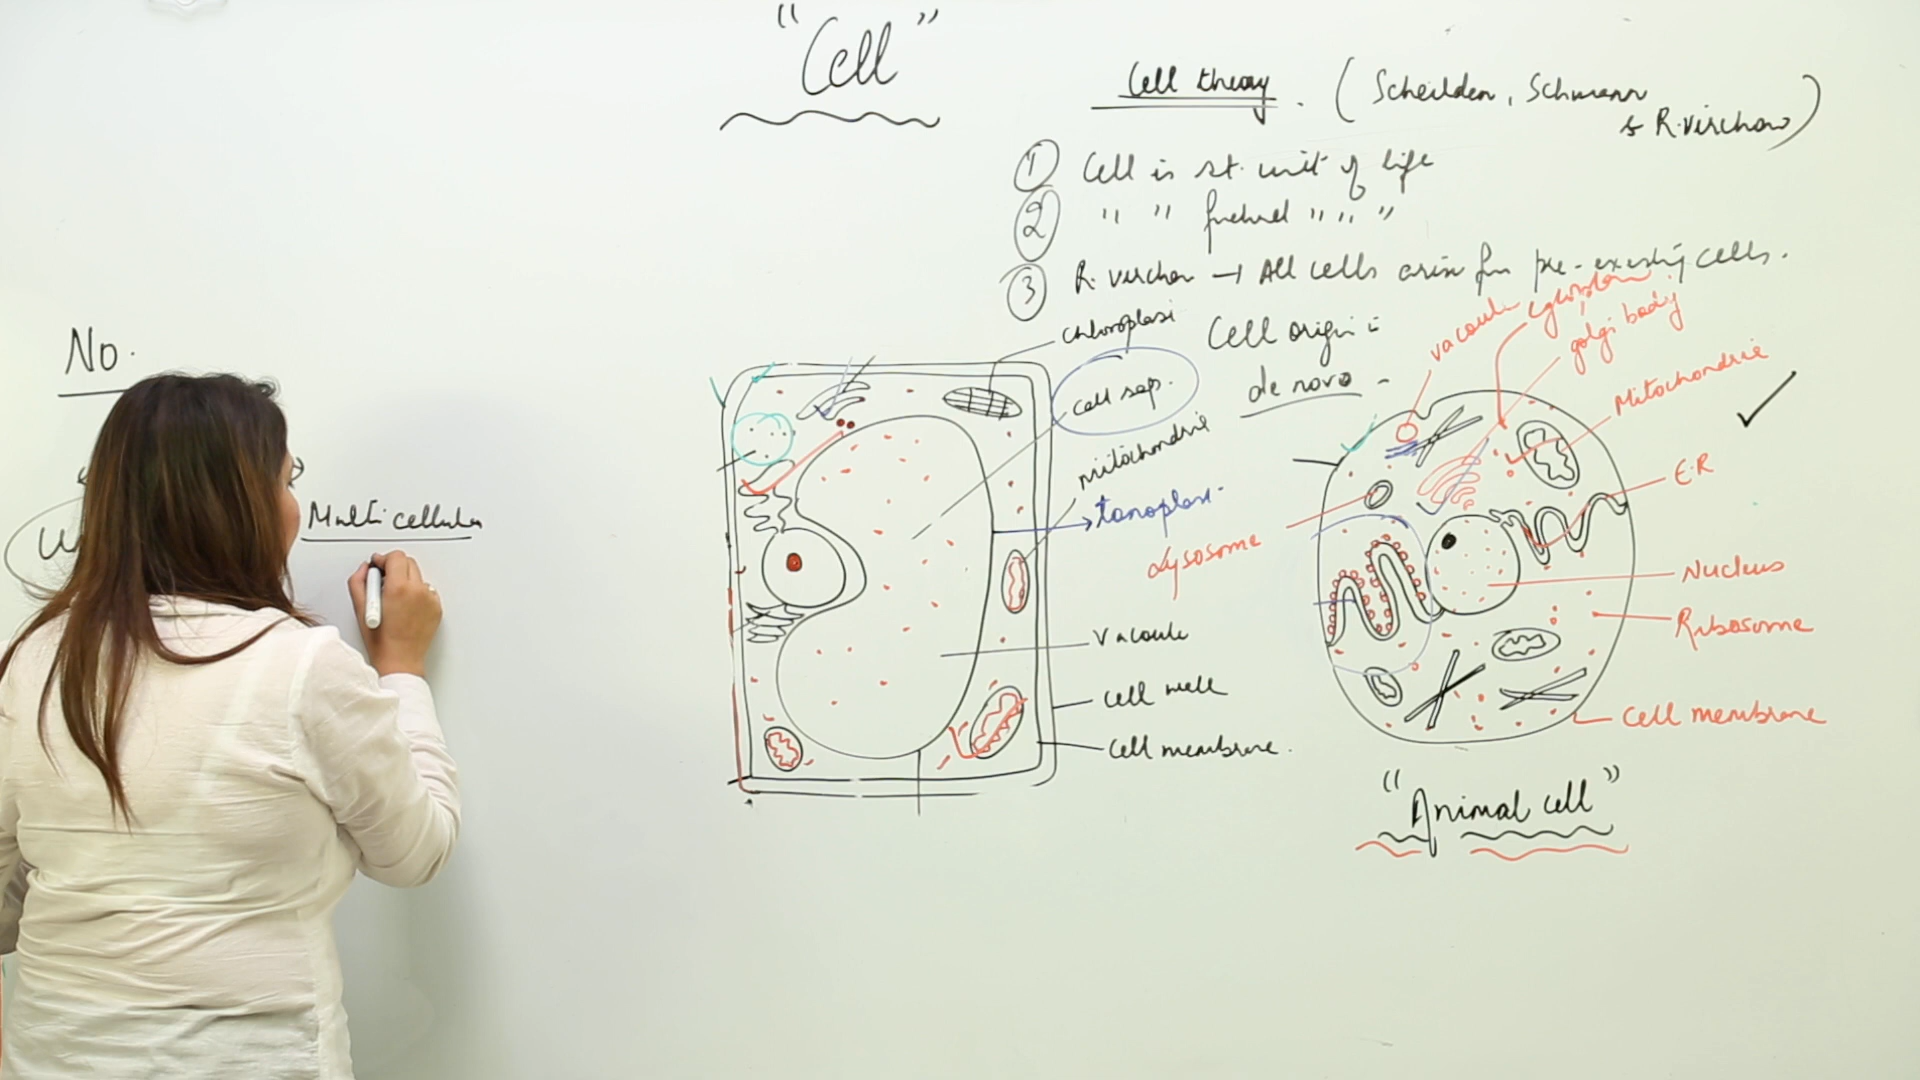 "Cell"
Cell theory . (Scheilden, Schwann
& R. virchow)
① Cell is st. unit of life
② " " " " "
③ R. virchow → All cells arise fm pre-existing cells.
Cell origin =
de novo -
No.
Multicellular
chloroplast
Cell sap.
mitochondria
tonoplast.
Vacuole
Cell wall
Cell membrane.
vacuole
golgi body
Mitochondria
E.R
Lysosome
Nucleus
Ribosome
Cell membrane
"Animal cell"